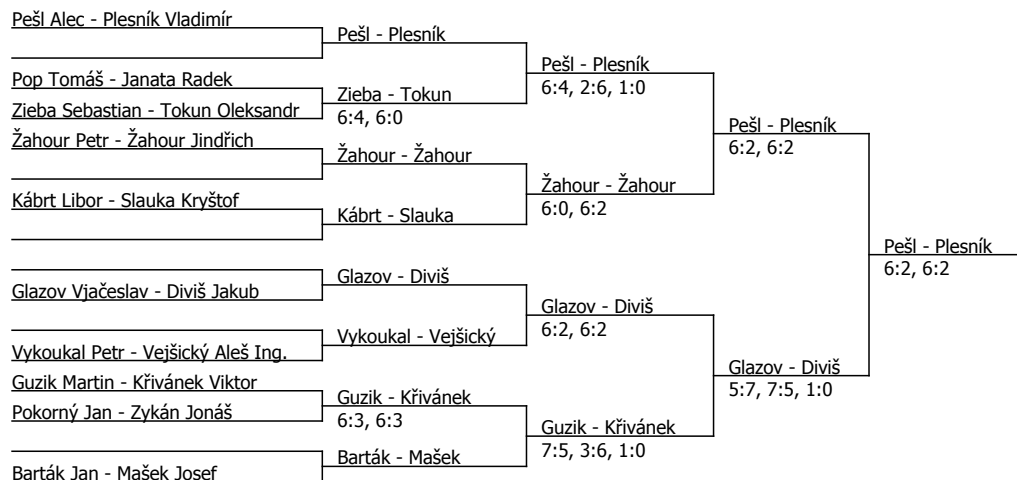 Pešl Alec - Plesník Vladimír
Pop Tomáš - Janata Radek
Zieba Sebastian - Tokun Oleksandr
Žahour Petr - Žahour Jindřich
Kábrt Libor - Slauka Kryštof
Glazov Vjačeslav - Diviš Jakub
Vykoukal Petr - Vejšický Aleš Ing.
Guzik Martin - Křivánek Viktor
Pokorný Jan - Zykán Jonáš
Barták Jan - Mašek Josef
Pešl - Plesník
Zieba - Tokun
6:4, 6:0
Žahour - Žahour
Kábrt - Slauka
Glazov - Diviš
Vykoukal - Vejšický
Guzik - Křivánek
6:3, 6:3
Barták - Mašek
Pešl - Plesník
6:4, 2:6, 1:0
Žahour - Žahour
6:0, 6:2
Glazov - Diviš
6:2, 6:2
Guzik - Křivánek
7:5, 3:6, 1:0
Pešl - Plesník
6:2, 6:2
Glazov - Diviš
5:7, 7:5, 1:0
Pešl - Plesník
6:2, 6:2